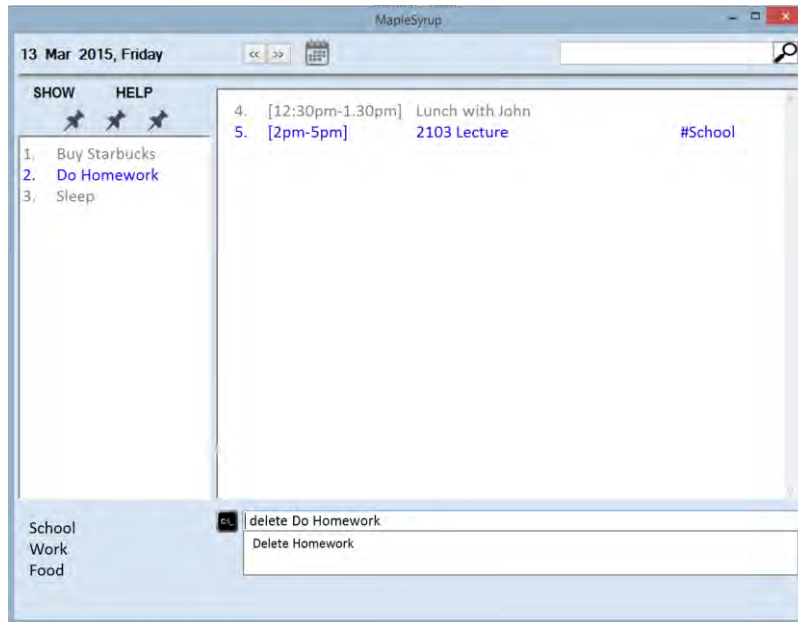 MapleSyrup
13 Mar 2015, Friday
<< >>
SHOW HELP
1. Buy Starbucks
2. Do Homework
3. Sleep
4. [12:30pm-1.30pm] Lunch with John
5. [2pm-5pm] 2103 Lecture #School
School
Work
Food
C:\_ delete Do Homework
Delete Homework